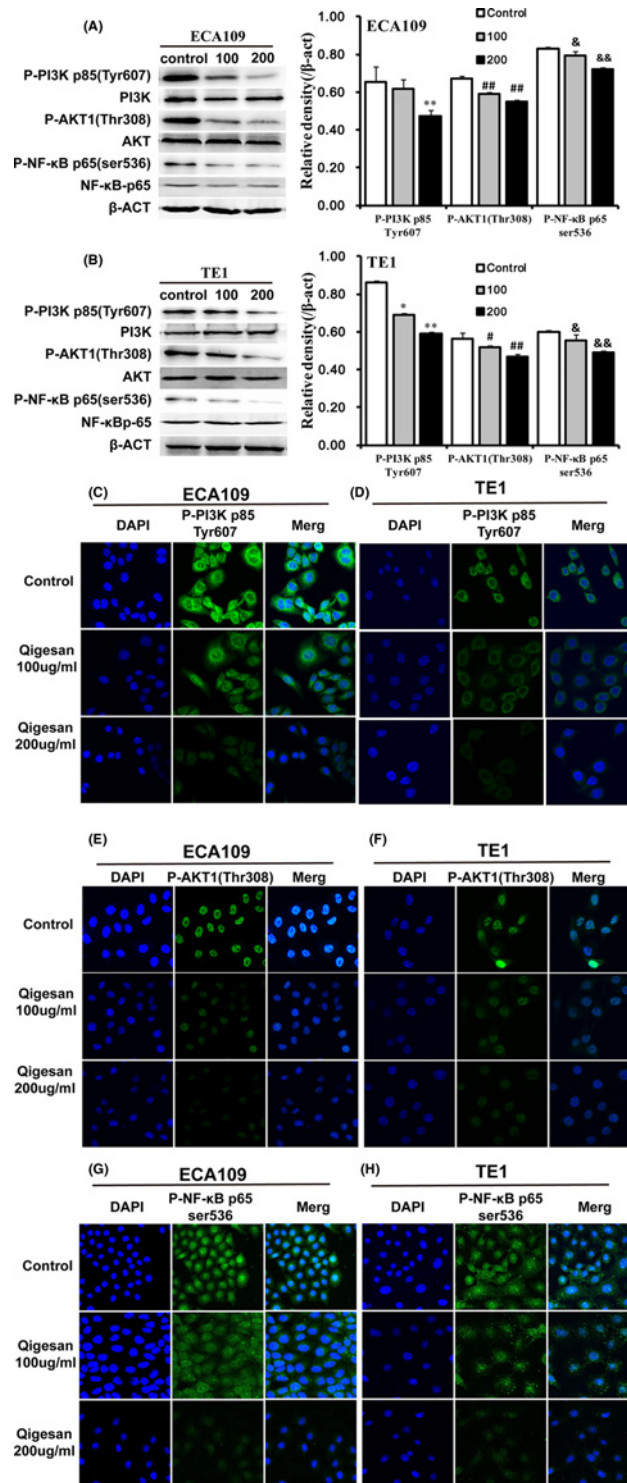 (A)
ECA109
control 100 200
P-PI3K p85(Tyr607)
PI3K
P-AKT1(Thr308)
AKT
P-NF-κB p65(ser536)
NF-κB-p65
β-ACT
Relative density(/β-act)
1.00
0.80
0.60
0.40
0.20
0.00
ECA109
Control
100
200
**
##
##
&
&&
P-PI3K p85
Tyr607
P-AKT1(Thr308)
P-NF-κB p65
ser536
(B)
TE1
control 100 200
P-PI3K p85(Tyr607)
PI3K
P-AKT1(Thr308)
AKT
P-NF-κB p65(ser536)
NF-κBp-65
β-ACT
Relative density(/β-act)
1.00
0.80
0.60
0.40
0.20
0.00
TE1
Control
100
200
*
**
#
##
&
&&
P-PI3K p85
Tyr607
P-AKT1(Thr308)
P-NF-κB p65
ser536
(C)
ECA109
DAPI
P-PI3K p85
Tyr607
Merg
(D)
TE1
DAPI
P-PI3K p85
Tyr607
Merg
Control
Qigesan
100ug/ml
Qigesan
200ug/ml
(E)
ECA109
DAPI P-AKT1(Thr308) Merg
(F)
TE1
DAPI P-AKT1(Thr308) Merg
Control
Qigesan
100ug/ml
Qigesan
200ug/ml
(G)
ECA109
DAPI
P-NF-κB p65
ser536
Merg
(H)
TE1
DAPI
P-NF-κB p65
ser536
Merg
Control
Qigesan
100ug/ml
Qigesan
200ug/ml